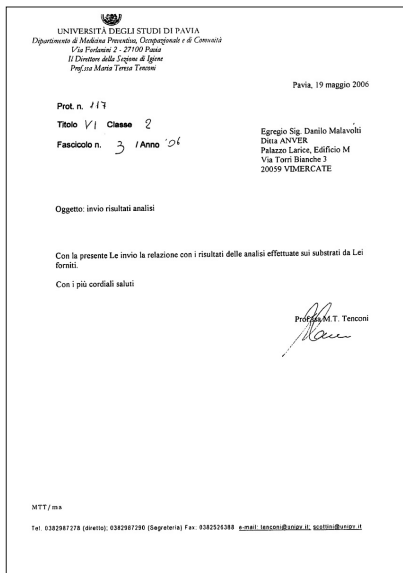 UNIVERSITÀ DEGLI STUDI DI PAVIA
Dipartimento di Medicina Preventiva, Occupazionale e di Comunità
Via Forlanini 2 - 27100 Pavia
Il Direttore della Sezione di Igiene
Prof.ssa Maria Teresa Tenconi
Pavia, 19 maggio 2006
Prot. n. 117
Titolo VI Classe 2
Fascicolo n. 3 / Anno '06
Egregio Sig. Danilo Malavolti
Ditta ANVER
Palazzo Larice, Edificio M
Via Torri Bianche 3
20059 VIMERCATE
Oggetto: invio risultati analisi
Con la presente Le invio la relazione con i risultati delle analisi effettuate sui substrati da Lei
forniti.
Con i più cordiali saluti
Prof.ssa M.T. Tenconi
MTT/ma
Tel. 0382987278 (diretto); 0382987290 (Segreteria) Fax: 0382526388 e-mail: tenconi@unipv.it; scottini@unipv.it